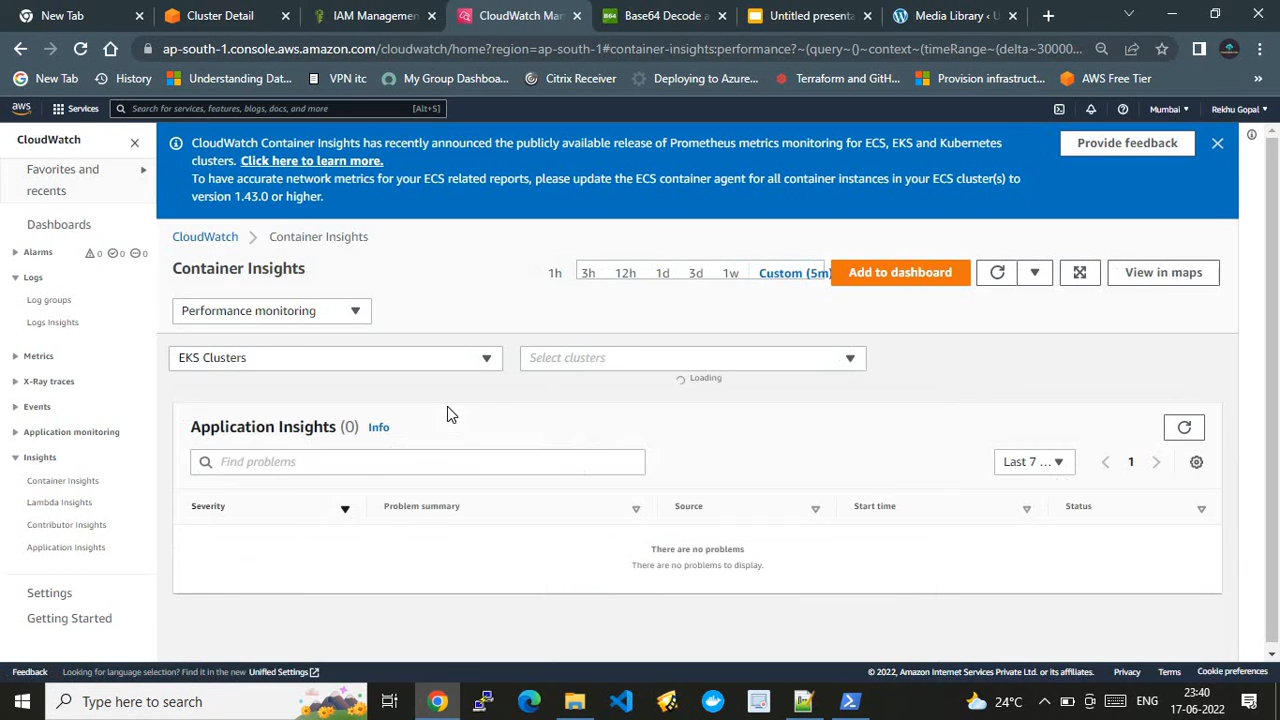 New Tab
Cluster Detail
IAM Managemen
CloudWatch Man
Base64 Decode a
Untitled presenta
Media Library ‹ U
ap-south-1.console.aws.amazon.com/cloudwatch/home?region=ap-south-1#container-insights:performance?~(query~()~context~(timeRange~(delta~30000...
New Tab
History
Understanding Dat...
VPN itc
My Group Dashboa...
Citrix Receiver
Deploying to Azure...
Terraform and GitH...
Provision infrastruct...
AWS Free Tier
»
aws
Services
Search for services, features, blogs, docs, and more
[Alt+S]
Mumbai
Rekhu Gopal
CloudWatch
Favorites and
recents
Dashboards
Alarms
0
0
0
Logs
Log groups
Logs Insights
Metrics
X-Ray traces
Events
Application monitoring
Insights
Container Insights
Lambda Insights
Contributor Insights
Application Insights
Settings
Getting Started
CloudWatch Container Insights has recently announced the publicly available release of Prometheus metrics monitoring for ECS, EKS and Kubernetes
clusters. Click here to learn more.
To have accurate network metrics for your ECS related reports, please update the ECS container agent for all container instances in your ECS cluster(s) to
version 1.43.0 or higher.
Provide feedback
CloudWatch
Container Insights
Container Insights
1h
3h
12h
1d
3d
1w
Custom (5m)
Add to dashboard
View in maps
Performance monitoring
EKS Clusters
Select clusters
Loading
Application Insights (0)
Info
Find problems
Last 7 ...
1
Severity
Problem summary
Source
Start time
Status
There are no problems
There are no problems to display.
Feedback
Looking for language selection? Find it in the new Unified Settings
© 2022, Amazon Internet Services Private Ltd. or its affiliates.
Privacy
Terms
Cookie preferences
Type here to search
24°C
ENG
23:40
17-06-2022